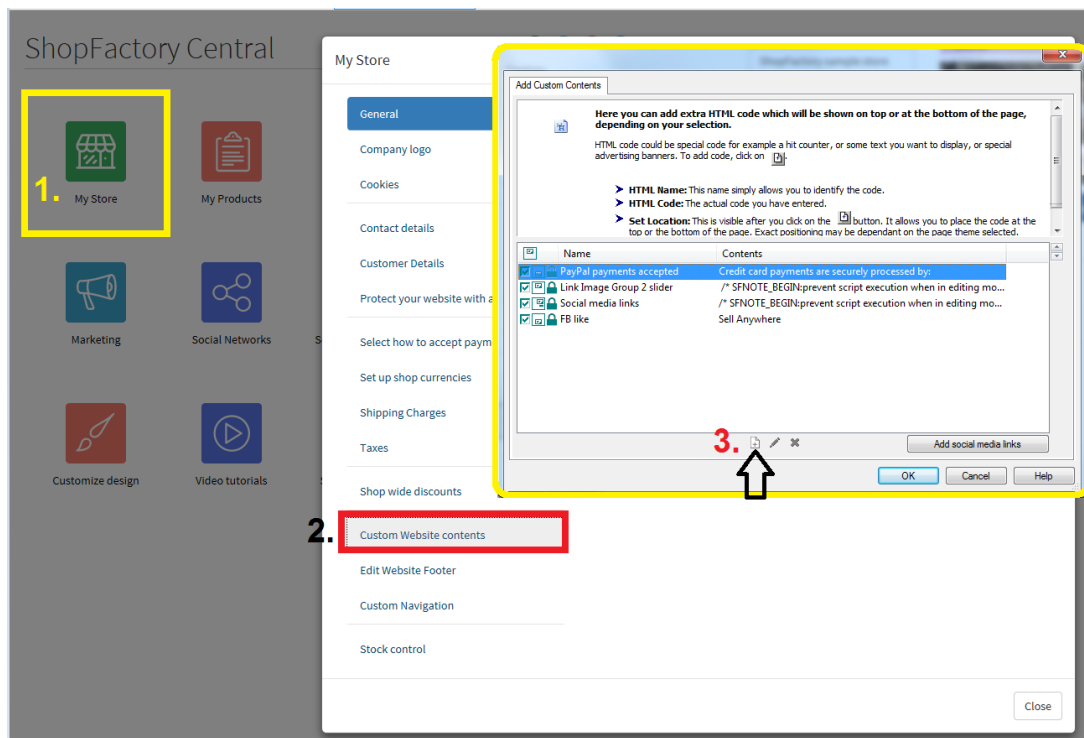 ShopFactory Central
1.
My Store
My Products
Marketing
Social Networks
S
Customize design
Video tutorials
My Store
General
Company logo
Cookies
Contact details
Customer Details
Protect your website with a
Select how to accept paym
Set up shop currencies
Shipping Charges
Taxes
Shop wide discounts
2.
Custom Website contents
Edit Website Footer
Custom Navigation
Stock control
Close
ShopFactory sample store
Add Custom Contents
Here you can add extra HTML code which will be shown on top or at the bottom of the page,
depending on your selection.
HTML code could be special code for example a hit counter, or some text you want to display, or special
advertising banners. To add code, click on .
HTML Name: This name simply allows you to identify the code.
HTML Code: The actual code you have entered.
Set Location: This is visible after you click on the button. It allows you to place the code at the
top or the bottom of the page. Exact positioning may be dependant on the page theme selected.
Name Contents
PayPal payments accepted Credit card payments are securely processed by:
Link Image Group 2 slider /* SFNOTE_BEGIN:prevent script execution when in editing mo...
Social media links /* SFNOTE_BEGIN:prevent script execution when in editing mo...
FB like Sell Anywhere
3.
Add social media links
OK Cancel Help